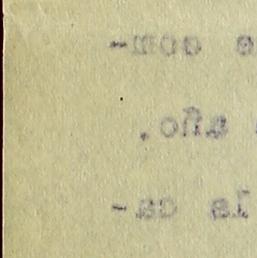 e com-
año.
la ca-